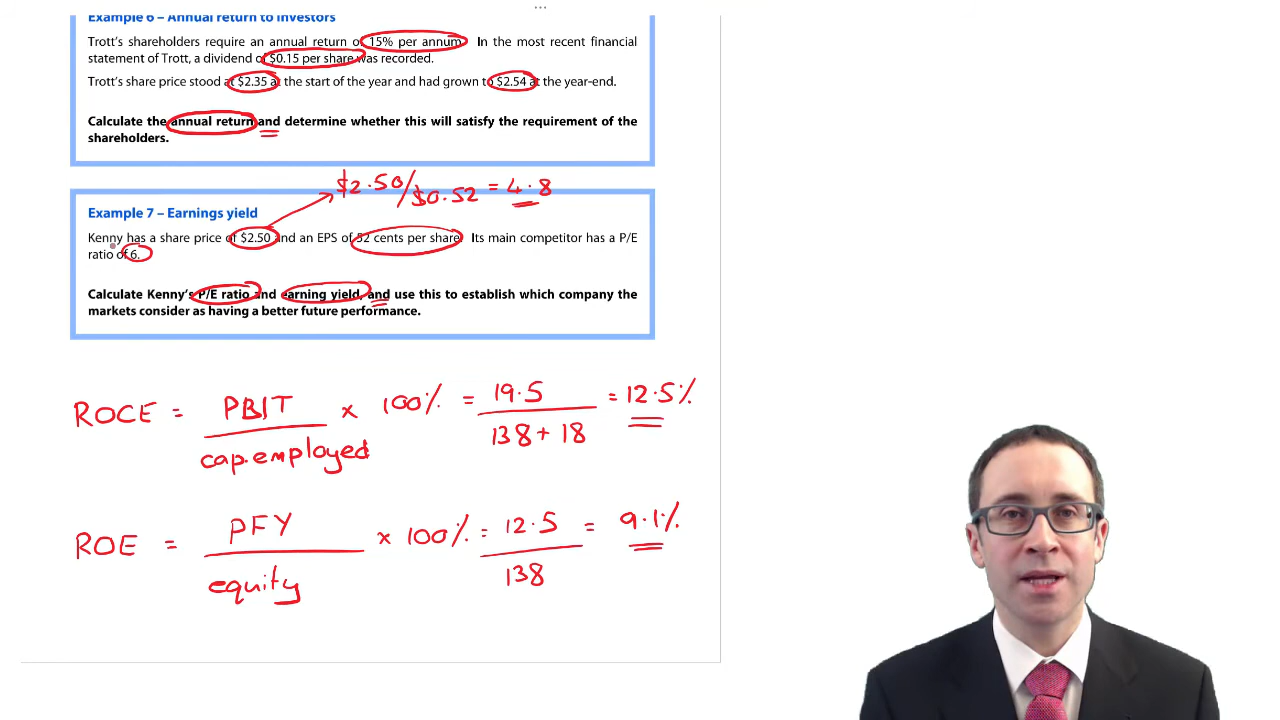 Example 6 – Annual return to investors
Trott's shareholders require an annual return of 15% per annum. In the most recent financial
statement of Trott, a dividend of $0.15 per share was recorded.
Trott's share price stood at $2.35 at the start of the year and had grown to $2.54 at the year-end.
Calculate the annual return and determine whether this will satisfy the requirement of the
shareholders.
$2.50/$0.52 = 4.8
Example 7 – Earnings yield
Kenny has a share price of $2.50 and an EPS of 52 cents per share. Its main competitor has a P/E
ratio of 6.
Calculate Kenny's P/E ratio and earning yield, and use this to establish which company the
markets consider as having a better future performance.
ROCE = PBIT / cap.employed × 100% = 19.5 / 138 + 18 = 12.5%
ROE = PFY / equity × 100% = 12.5 / 138 = 9.1%